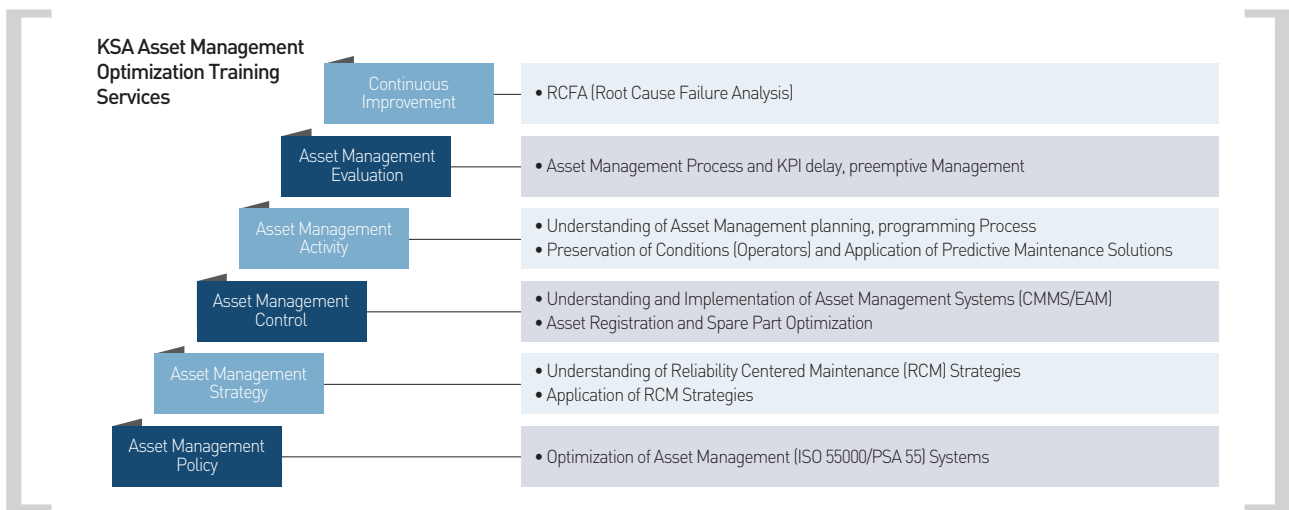 KSA Asset Management
Optimization Training
Services
Continuous
Improvement
• RCFA (Root Cause Failure Analysis)
Asset Management
Evaluation
• Asset Management Process and KPI delay, preemptive Management
Asset Management
Activity
• Understanding of Asset Management planning, programming Process
• Preservation of Conditions (Operators) and Application of Predictive Maintenance Solutions
Asset Management
Control
• Understanding and Implementation of Asset Management Systems (CMMS/EAM)
• Asset Registration and Spare Part Optimization
Asset Management
Strategy
• Understanding of Reliability Centered Maintenance (RCM) Strategies
• Application of RCM Strategies
Asset Management
Policy
• Optimization of Asset Management (ISO 55000/PSA 55) Systems